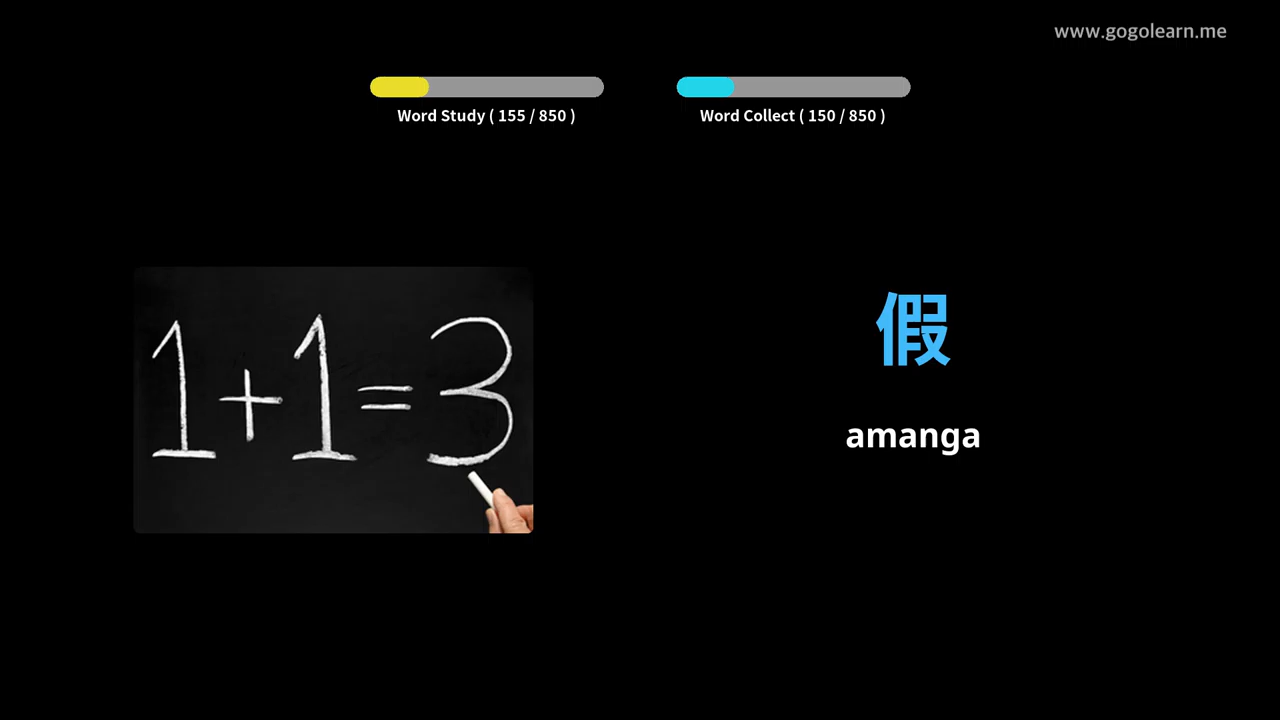 www.gogolearn.me
Word Study ( 155 / 850 )
Word Collect ( 150 / 850 )
1+1=3
假
amanga